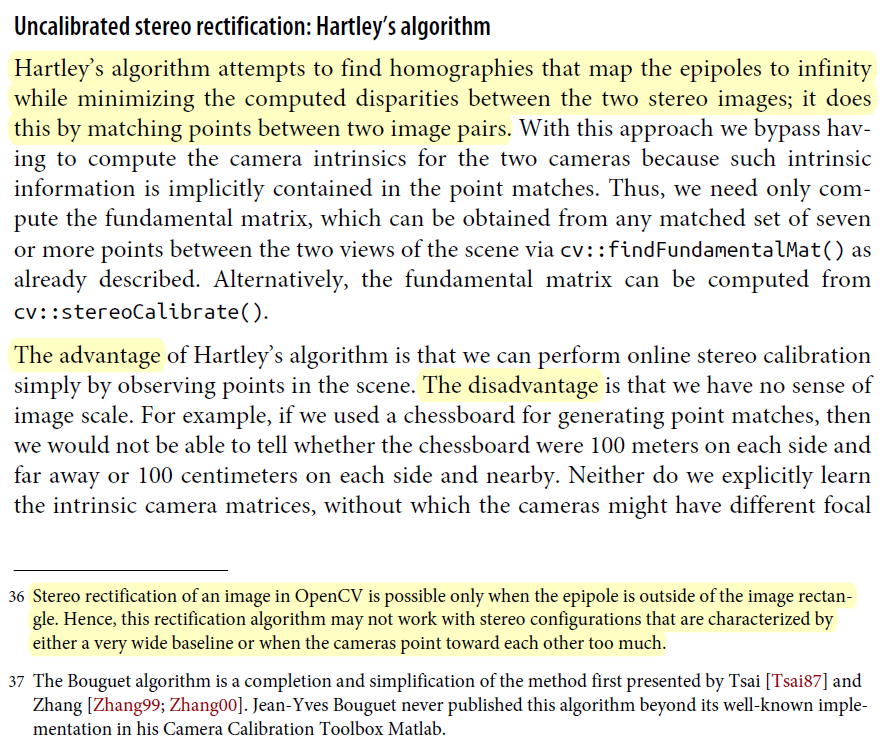 Uncalibrated stereo rectification: Hartley’s algorithm
Hartley’s algorithm attempts to find homographies that map the epipoles to infinity
while minimizing the computed disparities between the two stereo images; it does
this by matching points between two image pairs. With this approach we bypass hav-
ing to compute the camera intrinsics for the two cameras because such intrinsic
information is implicitly contained in the point matches. Thus, we need only com-
pute the fundamental matrix, which can be obtained from any matched set of seven
or more points between the two views of the scene via cv::findFundamentalMat() as
already described. Alternatively, the fundamental matrix can be computed from
cv::stereoCalibrate().
The advantage of Hartley’s algorithm is that we can perform online stereo calibration
simply by observing points in the scene. The disadvantage is that we have no sense of
image scale. For example, if we used a chessboard for generating point matches, then
we would not be able to tell whether the chessboard were 100 meters on each side and
far away or 100 centimeters on each side and nearby. Neither do we explicitly learn
the intrinsic camera matrices, without which the cameras might have different focal
36 Stereo rectification of an image in OpenCV is possible only when the epipole is outside of the image rectan-
gle. Hence, this rectification algorithm may not work with stereo configurations that are characterized by
either a very wide baseline or when the cameras point toward each other too much.
37 The Bouguet algorithm is a completion and simplification of the method first presented by Tsai [Tsai87] and
Zhang [Zhang99; Zhang00]. Jean-Yves Bouguet never published this algorithm beyond its well-known imple-
mentation in his Camera Calibration Toolbox Matlab.